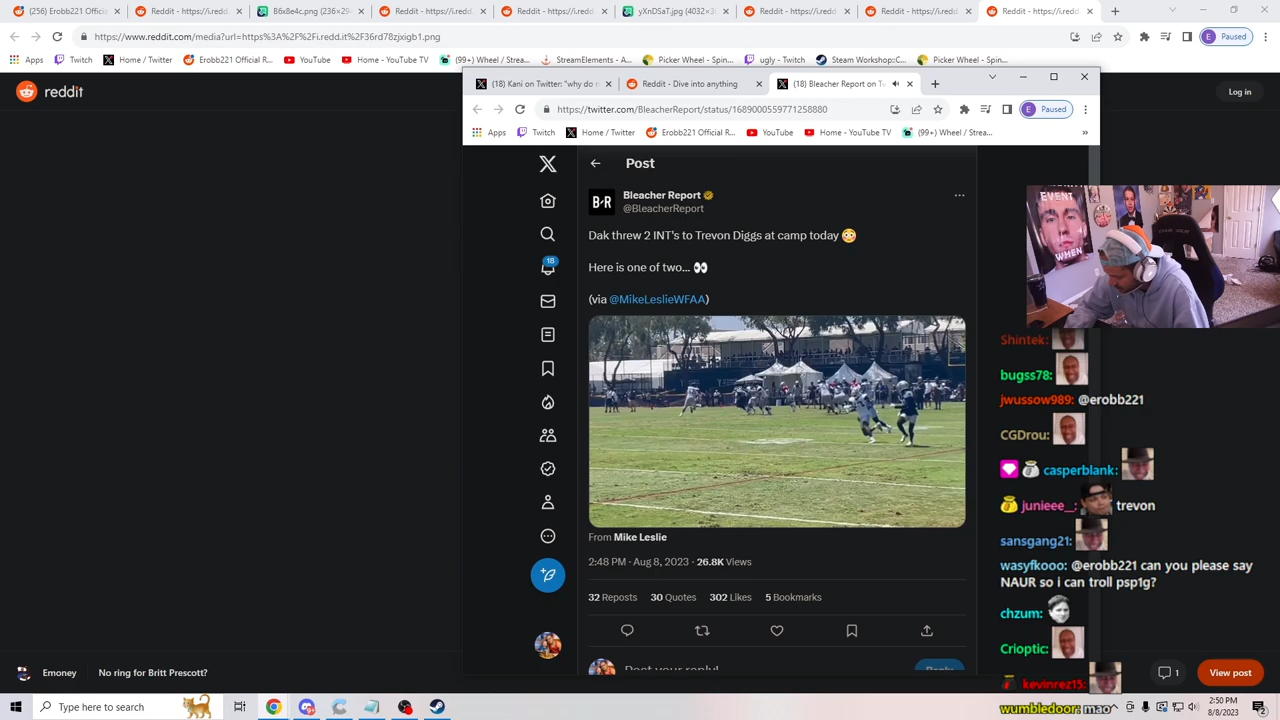 (256) Erobb221 Officia
Reddit - https://i.redd.
B6x8e4c.png (236×294
Reddit - https://i.redd.
Reddit - https://i.redd.
yXnDSaT.jpg (4032×3
Reddit - https://i.redd.
Reddit - https://i.redd.
Reddit - https://i.redd.
https://www.reddit.com/media?url=https%3A%2F%2Fi.redd.it%2F36rd78zjxigb1.png
E Paused
Apps
Twitch
Home / Twitter
Erobb221 Official R...
YouTube
Home - YouTube TV
(99+) Wheel / Strea...
StreamElements - A...
Picker Wheel - Spin...
ugly - Twitch
Steam Workshop::C...
Picker Wheel - Spin...
reddit
Log in
(18) Kani on Twitter: "why do n
Reddit - Dive into anything
(18) Bleacher Report on Tw
https://twitter.com/BleacherReport/status/1689000559771258880
E Paused
Apps
Twitch
Home / Twitter
Erobb221 Official R...
YouTube
Home - YouTube TV
(99+) Wheel / Strea...
»
Post
B/R
Bleacher Report
@BleacherReport
Dak threw 2 INT's to Trevon Diggs at camp today 😳
Here is one of two... 👀
(via @MikeLeslieWFAA)
18
From Mike Leslie
2:48 PM · Aug 8, 2023 · 26.8K Views
32 Reposts 30 Quotes 302 Likes 5 Bookmarks
Post your reply!
Reply
EVENT
WHEN
Shintek:
bugss78:
jwussow989: @erobb221
CGDrou:
casperblank:
junieee__: trevon
sansgang21:
wasyfkooo: @erobb221 can you please say
NAUR so i can troll psp1g?
chzum:
Crioptic:
kevinrez15:
wumbledoor: mao
Emoney
No ring for Britt Prescott?
1
View post
Type here to search
2:50 PM
8/8/2023
2